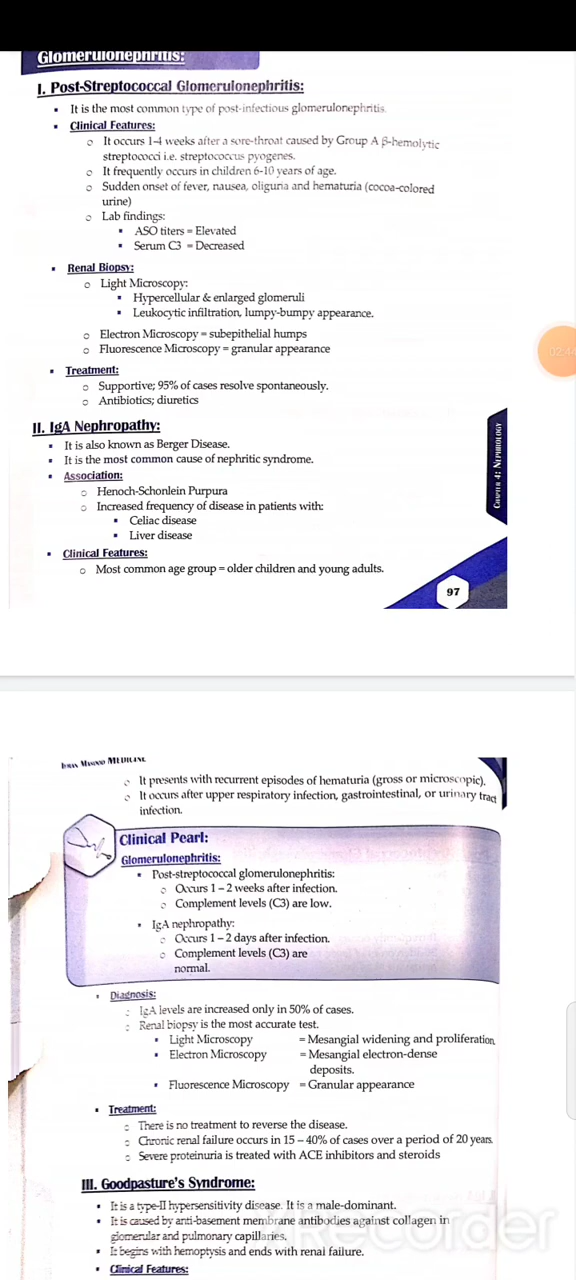 Glomerulonephritis:
I. Post-Streptococcal Glomerulonephritis:
▪ It is the most common type of post-infectious glomerulonephritis.
▪ Clinical Features:
o It occurs 1-4 weeks after a sore-throat caused by Group A β-hemolytic
streptococci i.e. streptococcus pyogenes.
o It frequently occurs in children 6-10 years of age.
o Sudden onset of fever, nausea, oliguria and hematuria (cocoa-colored
urine)
o Lab findings:
▪ ASO titers = Elevated
▪ Serum C3 = Decreased
▪ Renal Biopsy:
o Light Microscopy:
▪ Hypercellular & enlarged glomeruli
▪ Leukocytic infiltration, lumpy-bumpy appearance.
o Electron Microscopy = subepithelial humps
o Fluorescence Microscopy = granular appearance
02:44
▪ Treatment:
o Supportive; 95% of cases resolve spontaneously.
o Antibiotics; diuretics
II. IgA Nephropathy:
▪ It is also known as Berger Disease.
▪ It is the most common cause of nephritic syndrome.
▪ Association:
o Henoch-Schonlein Purpura
o Increased frequency of disease in patients with:
▪ Celiac disease
▪ Liver disease
CHAPTER 4: NEPHROLOGY
▪ Clinical Features:
o Most common age group = older children and young adults.
97
MEDICINE
o It presents with recurrent episodes of hematuria (gross or microscopic).
o It occurs after upper respiratory infection, gastrointestinal, or urinary tract
infection.
Clinical Pearl:
Glomerulonephritis:
▪ Post-streptococcal glomerulonephritis:
o Occurs 1 – 2 weeks after infection.
o Complement levels (C3) are low.
▪ IgA nephropathy:
o Occurs 1 – 2 days after infection.
o Complement levels (C3) are
normal.
▪ Diagnosis:
o IgA levels are increased only in 50% of cases.
o Renal biopsy is the most accurate test.
▪ Light Microscopy = Mesangial widening and proliferation
▪ Electron Microscopy = Mesangial electron-dense
deposits.
▪ Fluorescence Microscopy = Granular appearance
▪ Treatment:
o There is no treatment to reverse the disease.
o Chronic renal failure occurs in 15 – 40% of cases over a period of 20 years.
o Severe proteinuria is treated with ACE inhibitors and steroids
III. Goodpasture's Syndrome:
▪ It is a type-II hypersensitivity disease. It is male-dominant.
▪ It is caused by anti-basement membrane antibodies against collagen in
glomerular and pulmonary capillaries.
▪ It begins with hemoptysis and ends with renal failure.
▪ Clinical Features:
Recorder